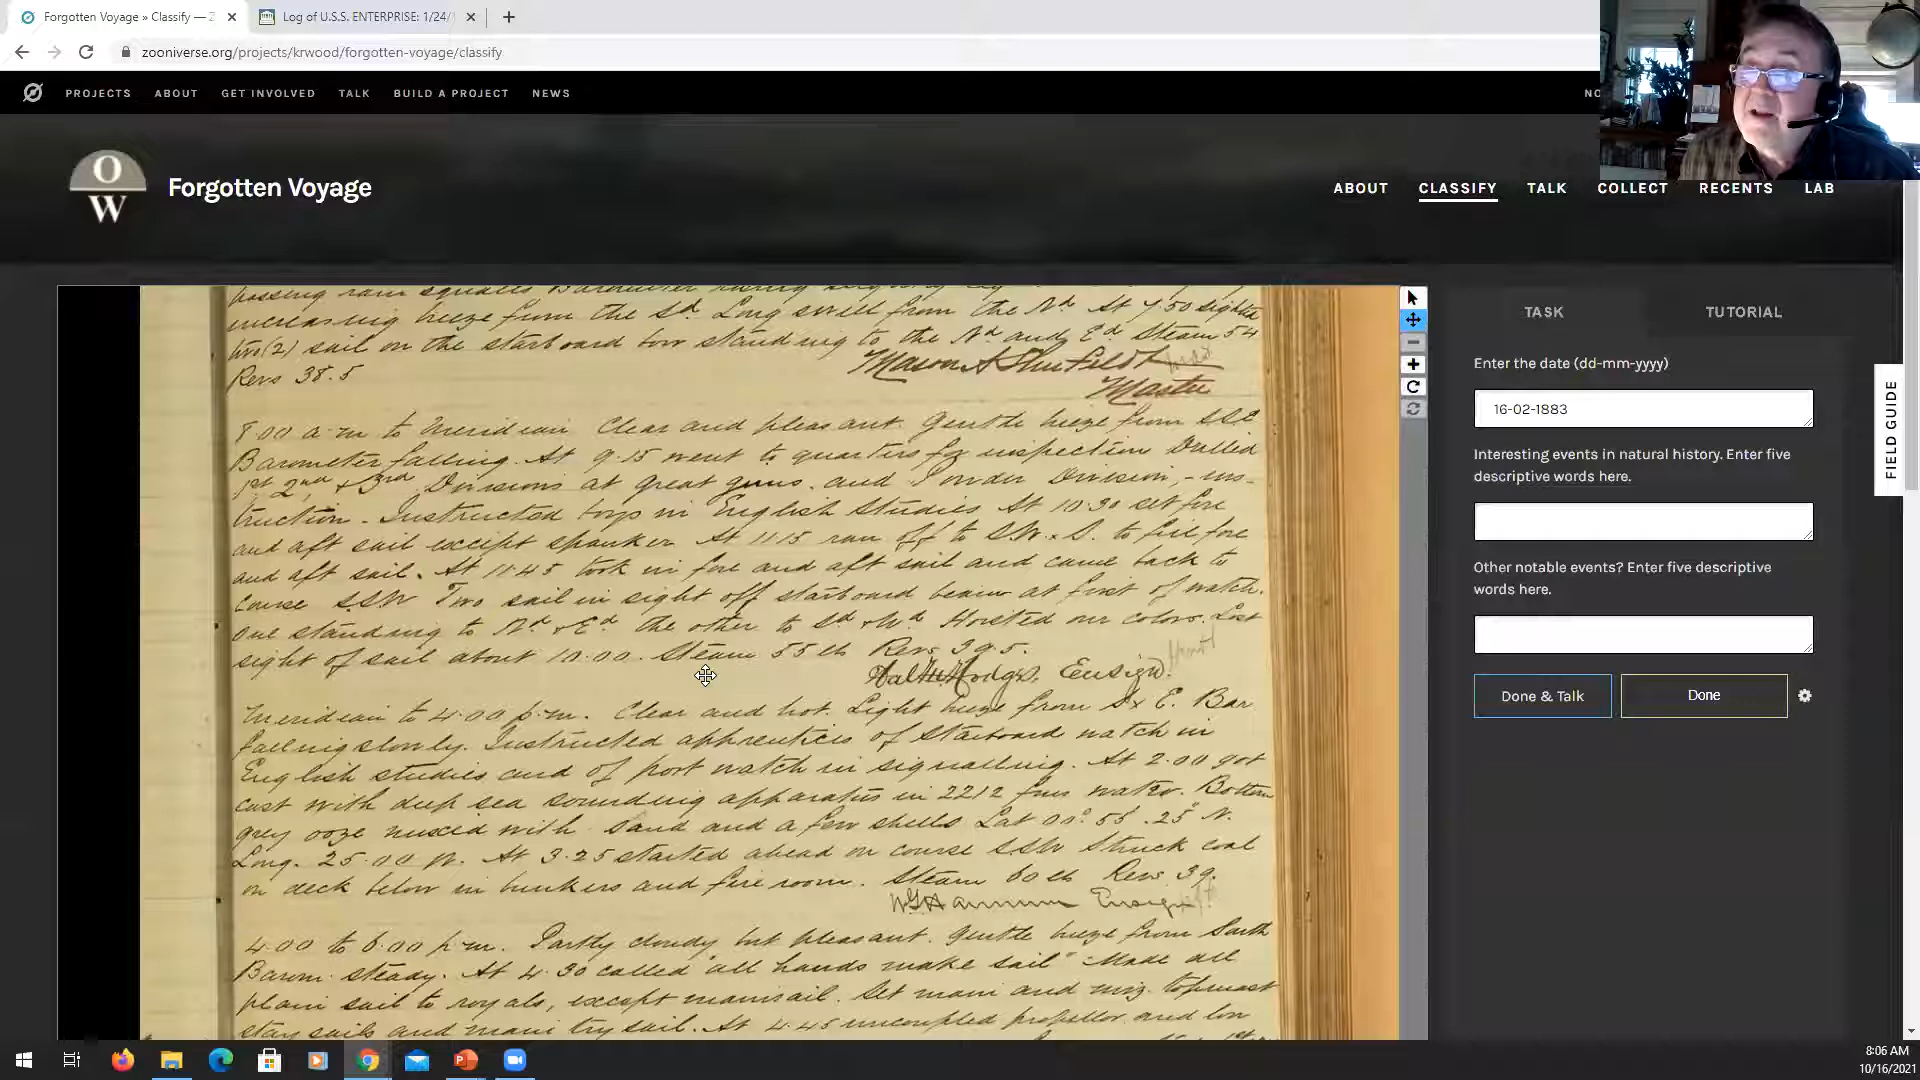 Forgotten Voyage » Classify — Z
Log of U.S.S. ENTERPRISE: 1/24/
zooniverse.org/projects/krwood/forgotten-voyage/classify
PROJECTS ABOUT GET INVOLVED TALK BUILD A PROJECT NEWS
NO
O
W
Forgotten Voyage
ABOUT CLASSIFY TALK COLLECT RECENTS LAB
passing rain squalls Barometer rising
increasing breeze from the Sd. Long swell from the Nd. At 7.50 sighted
two (2) sail on the starboard bow standing to the Nd and Ed Steam 54
Revs 38.5
Mason A Shufeldt
Master
8.00 a.m to Meridian Clear and pleasant. Gentle breeze from SSE
Barometer falling. At 9.15 went to quarters for inspection Drilled
1st 2nd & 3rd Divisions at great guns. and Powder Division, - ins-
truction. Instructed boys in English Studies At 10.30 set fore
and aft sail except spanker. At 11.15 ran off to S.W. x S. to fill fore
and aft sail. At 11.45 took in fore and aft sail and came back to
course SSW Two sail in sight off starboard beam at first of watch.
one standing to Nd & Ed the other to Sd & Wd Hoisted our colors. Lost
sight of sail about 10.00. Steam 55 lb Revs 39.5.
Hodges, Ensign.
Meridian to 4.00 p.m. Clear and hot. Light breeze from S x E. Bar
falling slowly. Instructed apprentices of starboard watch in
English studies and of port watch in signalling. At 2.00 got
cast with deep sea sounding apparatus in 2212 fms water. Bottom
grey ooze mixed with sand and a few shells Lat 00° 55' .25" N.
Long. 25.00 W. At 3.25 started ahead on course SSW Struck coal
on deck below in bunkers and fire room. Steam 60 lb Revs 39.
Hannum Ensign
4.00 to 6.00 p.m. Partly cloudy but pleasant. Gentle breeze from South
Barom. steady. At 4.30 called "all hands make sail" Made all
plain sail to royals, except mainsail. Set main and miz. topmast
stay sails and main try sail. At 4.45 uncoupled propeller and
TASK TUTORIAL
Enter the date (dd-mm-yyyy)
16-02-1883
Interesting events in natural history. Enter five
descriptive words here.
Other notable events? Enter five descriptive
words here.
Done & Talk Done
FIELD GUIDE
8:06 AM
10/16/2021